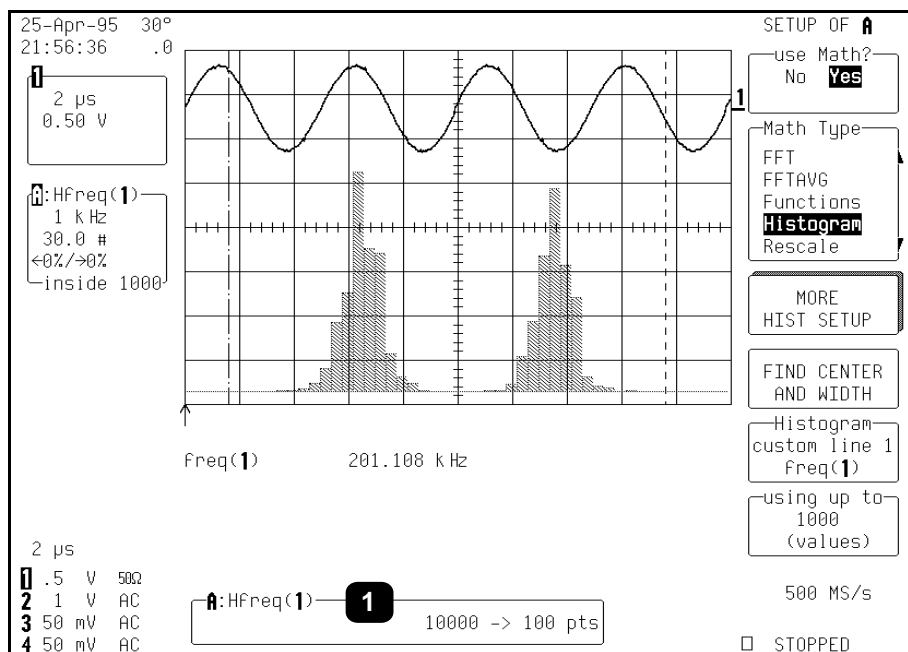 25-Apr-95 30°
21:56:36 .0
1
2 µs
0.50 V
A:Hfreq(1)
1 kHz
30.0 #
←0%/→0%
inside 1000
1
freq(1) 201.108 kHz
2 µs
1 .5 V 50Ω
2 1 V AC
3 50 mV AC
4 50 mV AC
A:Hfreq(1) 1
10000 -> 100 pts
SETUP OF A
use Math?
No Yes
Math Type
FFT
FFTAVG
Functions
Histogram
Rescale
MORE
HIST SETUP
FIND CENTER
AND WIDTH
Histogram
custom line 1
freq(1)
using up to
1000
(values)
500 MS/s
STOPPED